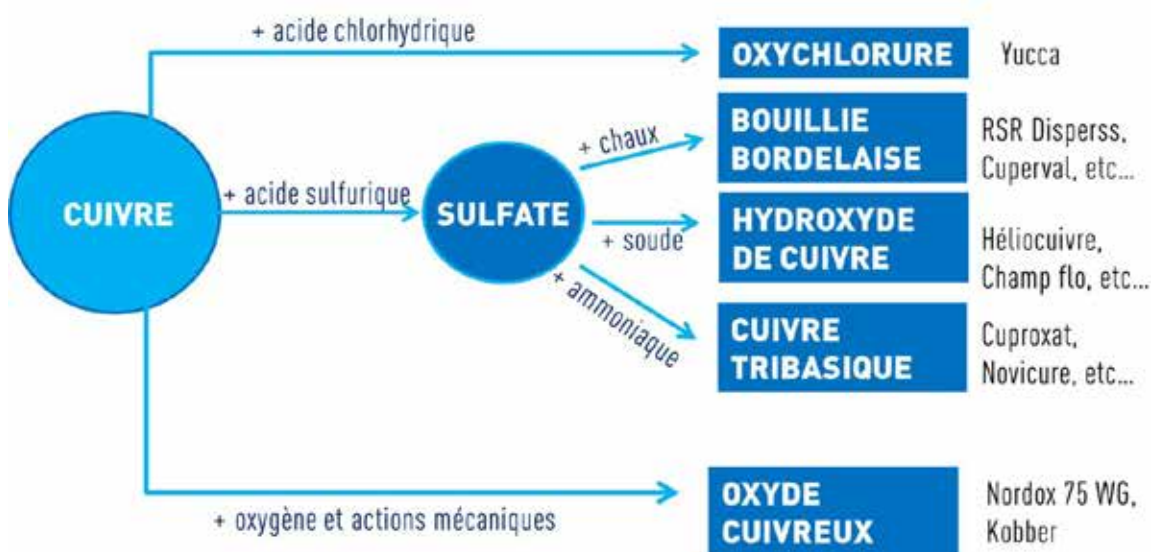 + acide chlorhydrique
OXYCHLORURE
Yucca
CUIVRE
+ acide sulfurique
SULFATE
+ chaux
BOUILLIE
BORDELAISE
RSR Disperss,
Cuperval, etc...
+ soude
HYDROXYDE
DE CUIVRE
Héliocuivre,
Champ flo, etc...
+ ammoniaque
CUIVRE
TRIBASIQUE
Cuproxat,
Novicure, etc...
+ oxygène et actions mécaniques
OXYDE
CUIVREUX
Nordox 75 WG,
Kobber